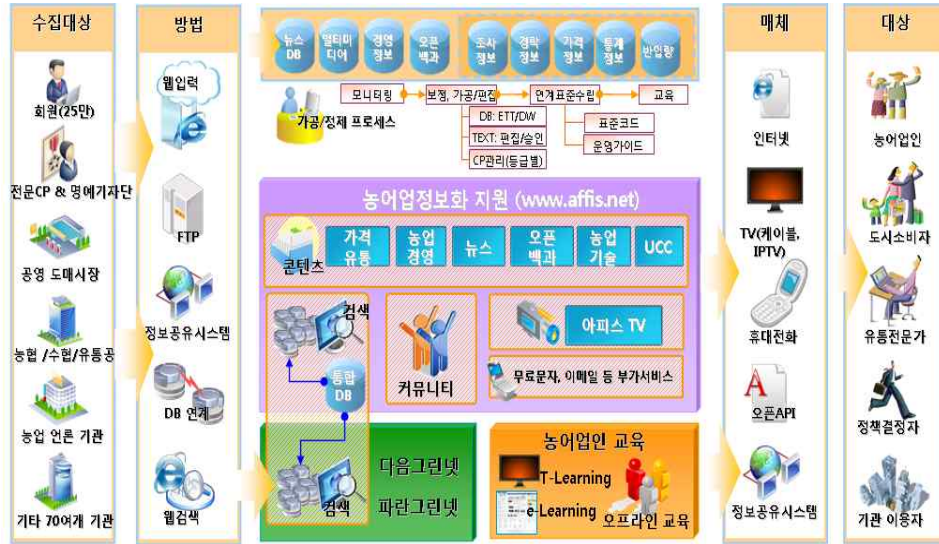 수집대상
회원(25만)
전문CP & 명예기자단
공영 도매시장
농협 /수협/유통공
농업 언론 기관
기타 70여개 기관
방법
웹입력
FTP
정보공유시스템
DB 연계
웹검색
뉴스
DB
멀티미
디어
경영
정보
오픈
백과
조사
정보
경락
정보
가격
정보
통계
정보
반입량
가공/정제 프로세스
모니터링
보정, 가공/편집
연계표준수립
교육
DB: ETT/DW
TEXT: 편집/승인
CP관리(등급별)
표준코드
운영가이드
농어업정보화 지원 (www.affis.net)
콘텐츠
가격
유통
농업
경영
뉴스
오픈
백과
농업
기술
UCC
검색
통합
DB
커뮤니티
아피스 TV
무료문자, 이메일 등 부가서비스
검색
다음그린넷
파란그린넷
농어업인 교육
T-Learning
e-Learning
오프라인 교육
매체
인터넷
TV(케이블,
IPTV)
휴대전화
오픈API
정보공유시스템
대상
농어업인
도시소비자
유통전문가
정책결정자
기관 이용자